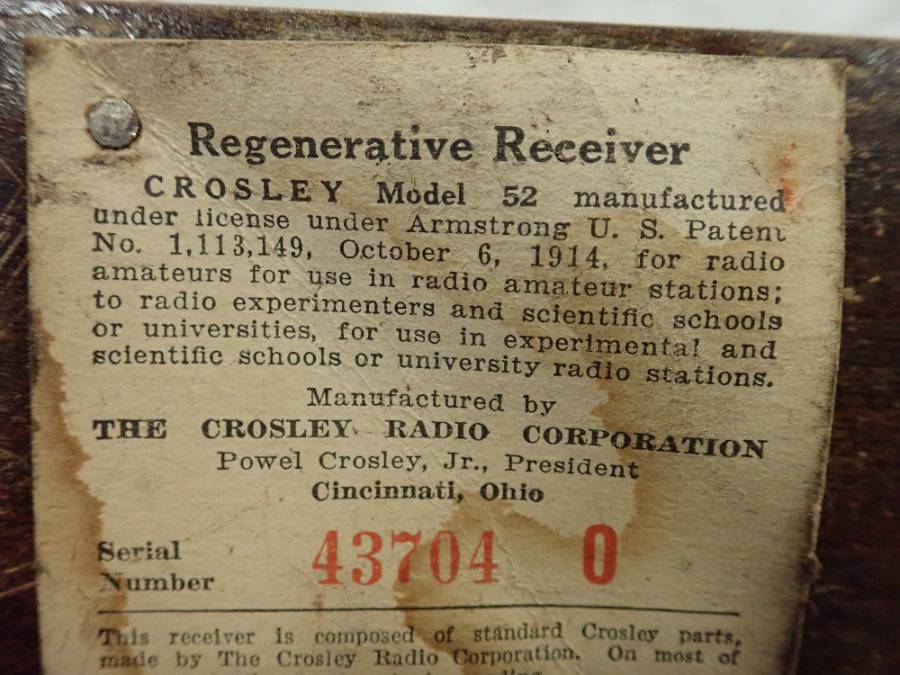 Regenerative Receiver
CROSLEY Model 52 manufactured
under license under Armstrong U. S. Patent
No. 1,113,149, October 6, 1914, for radio
amateurs for use in radio amateur stations;
to radio experimenters and scientific schools
or universities, for use in experimental and
scientific schools or university radio stations.
Manufactured by
THE CROSLEY RADIO CORPORATION
Powel Crosley, Jr., President
Cincinnati, Ohio
Serial
Number 43704 0
This receiver is composed of standard Crosley parts,
made by The Crosley Radio Corporation. On most of